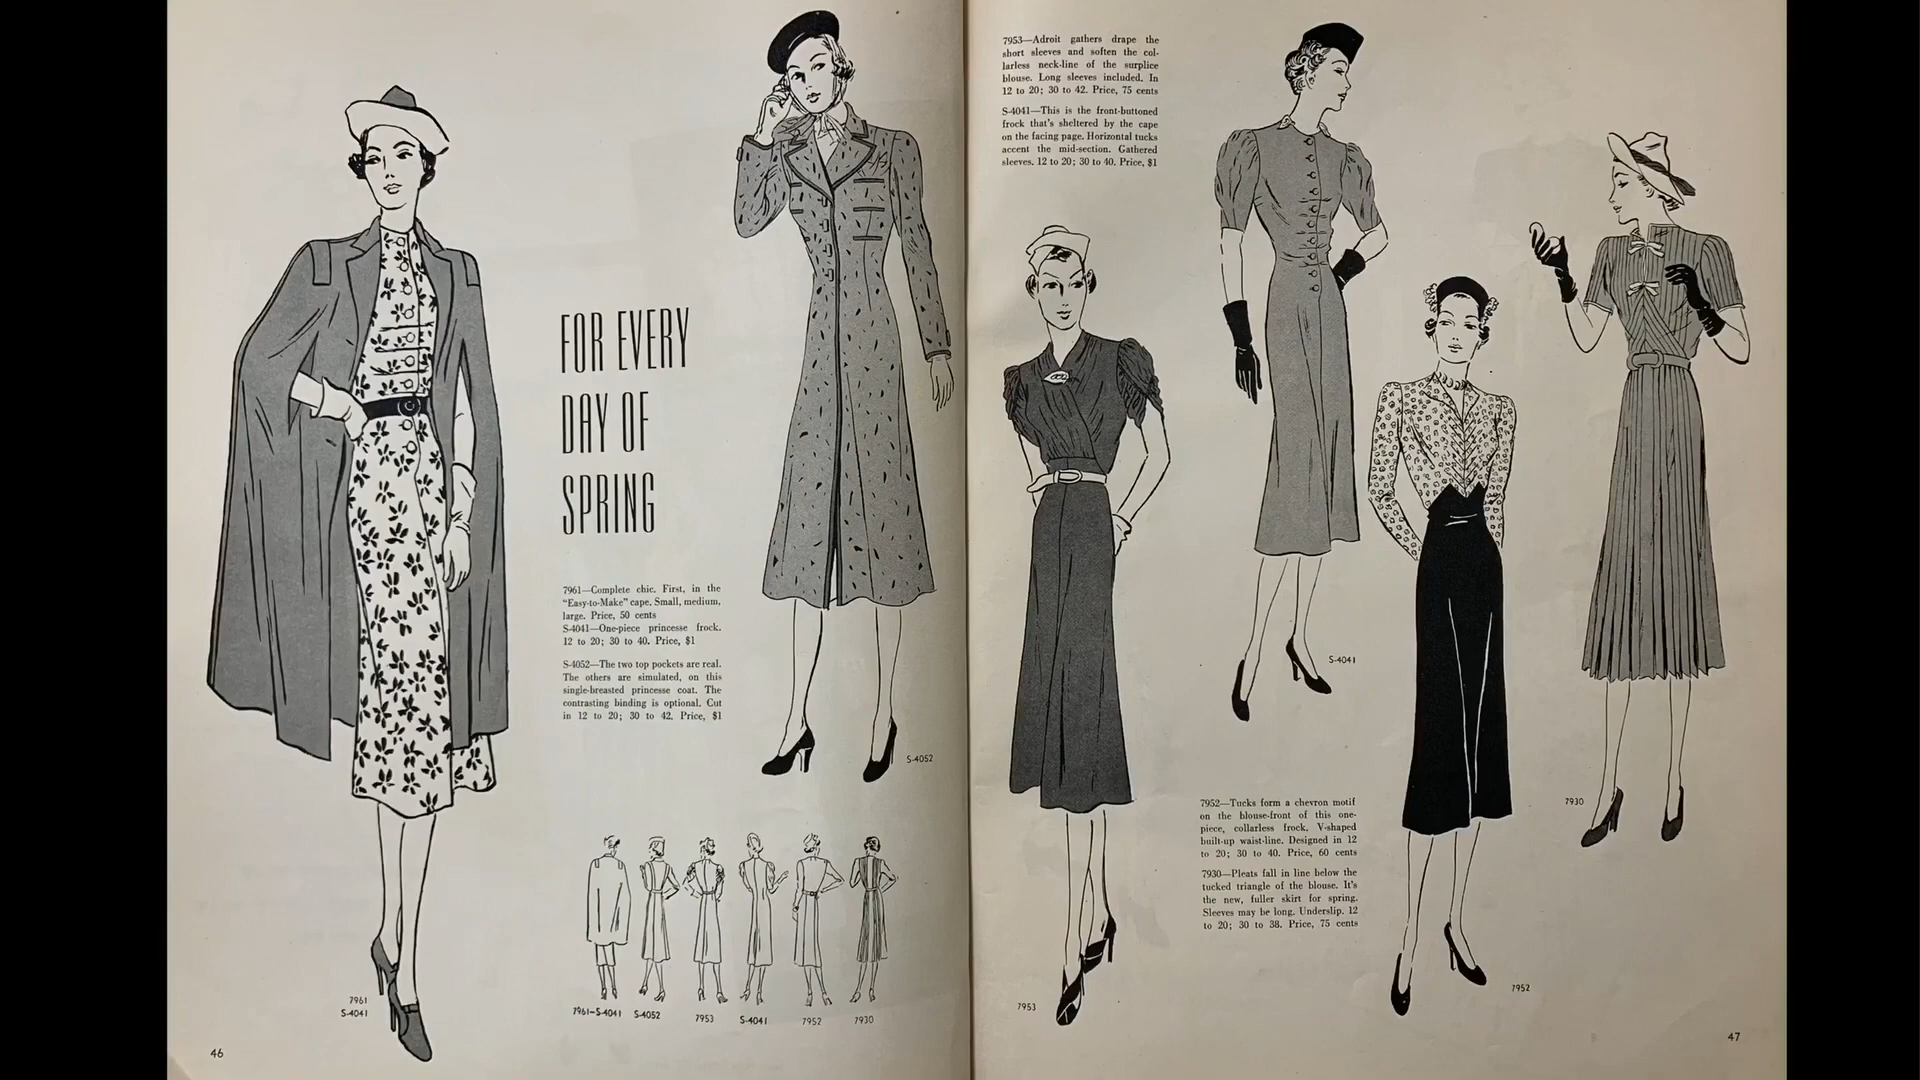 FOR EVERY
DAY OF
SPRING
7961—Complete chic. First, in the
"Easy-to-Make" cape. Small, medium,
large. Price, 50 cents
S-4041—One-piece princesse frock.
12 to 20; 30 to 40. Price, $1
S-4052—The two top pockets are real.
The others are simulated, on this
single-breasted princesse coat. The
contrasting binding is optional. Cut
in 12 to 20; 30 to 42. Price, $1
S-4052
7961
S-4041
7961–S-4041
S-4052
7953
S-4041
7952
7930
46
7953—Adroit gathers drape the
short sleeves and soften the col-
larless neck-line of the surplice
blouse. Long sleeves included. In
12 to 20; 30 to 42. Price, 75 cents
S-4041—This is the front-buttoned
frock that's sheltered by the cape
on the facing page. Horizontal tucks
accent the mid-section. Gathered
sleeves. 12 to 20; 30 to 40. Price, $1
S-4041
7930
7952—Tucks form a chevron motif
on the blouse-front of this one-
piece, collarless frock. V-shaped
built-up waist-line. Designed in 12
to 20; 30 to 40. Price, 60 cents
7930—Pleats fall in line below the
tucked triangle of the blouse. It's
the new, fuller skirt for spring.
Sleeves may be long. Underslip. 12
to 20; 30 to 38. Price, 75 cents
7952
7953
47